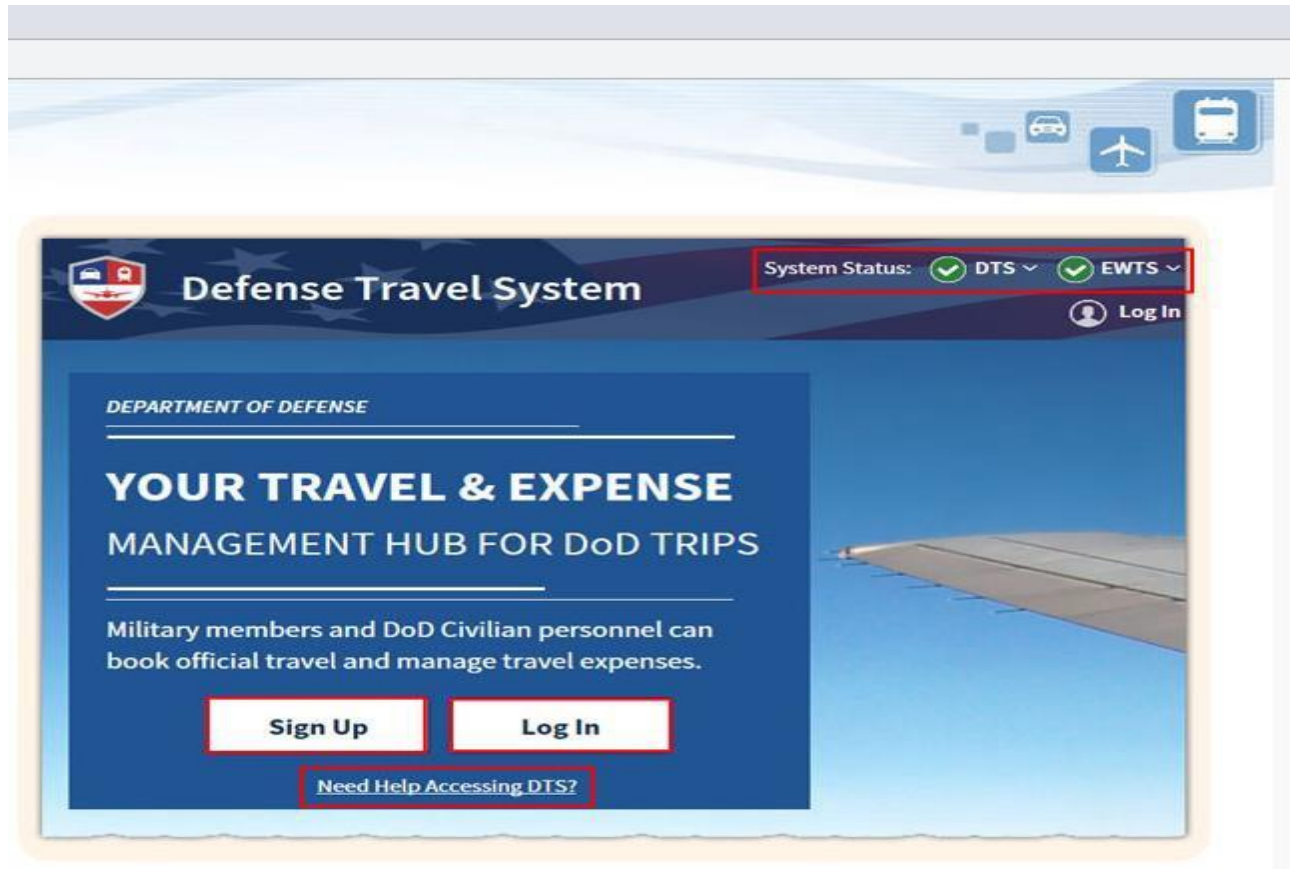 Defense Travel System
System Status: DTS EWTS
Log In
DEPARTMENT OF DEFENSE
YOUR TRAVEL & EXPENSE
MANAGEMENT HUB FOR DoD TRIPS
Military members and DoD Civilian personnel can
book official travel and manage travel expenses.
Sign Up Log In
Need Help Accessing DTS?